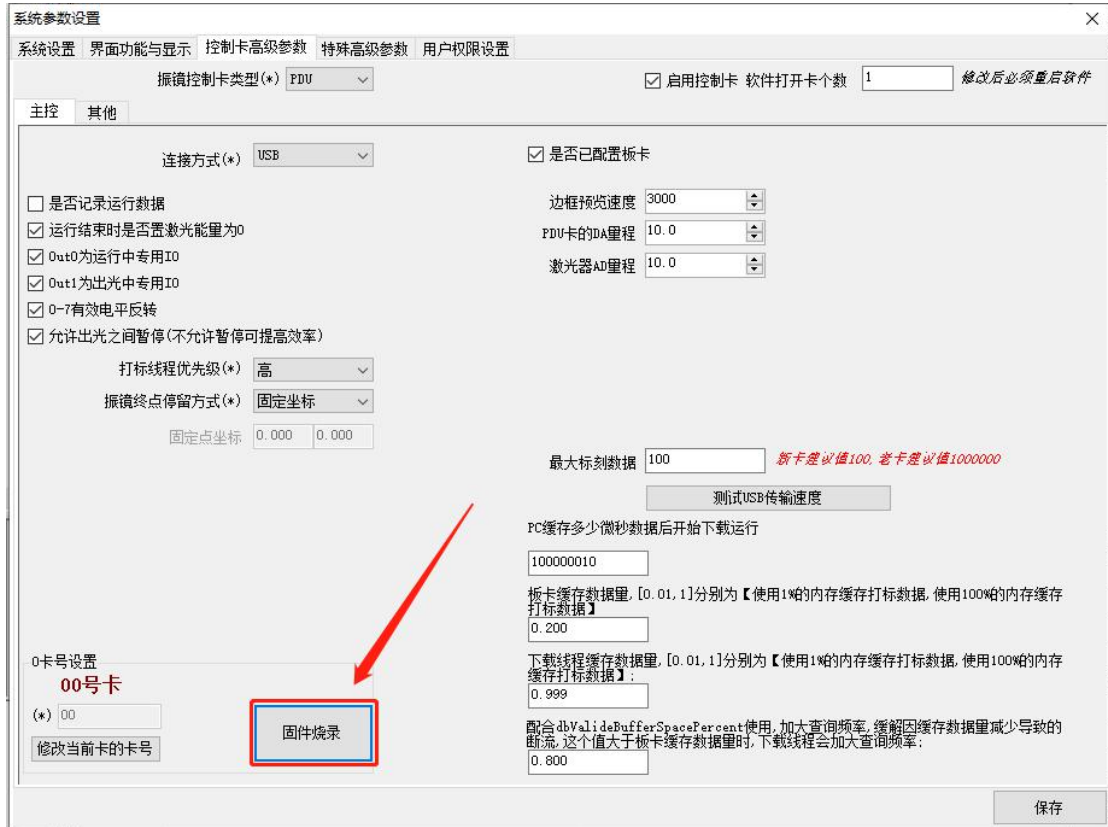 系统参数设置
系统设置 界面功能与显示 控制卡高级参数 特殊高级参数 用户权限设置
振镜控制卡类型(*) PDU 启用控制卡 软件打开卡个数 1 修改后必须重启软件
主控 其他
连接方式(*) USB
是否已配置板卡
是否记录运行数据
运行结束时是否置激光能量为0
Out0为运行中专用IO
Out1为出光中专用IO
0-7有效电平反转
允许出光之间暂停(不允许暂停可提高效率)
打标线程优先级(*) 高
振镜终点停留方式(*) 固定坐标
固定点坐标 0.000 0.000
边框预览速度 3000
PDU卡的DA量程 10.0
激光器AD量程 10.0
最大标刻数据 100 新卡建议值100, 老卡建议值1000000
测试USB传输速度
PC缓存多少微秒数据后开始下载运行
100000010
板卡缓存数据量,[0.01,1]分别为【使用1%的内存缓存打标数据,使用100%的内存缓存
打标数据】
0.200
下载线程缓存数据量,[0.01,1]分别为【使用1%的内存缓存打标数据,使用100%的内存
缓存打标数据】;
0.999
配合dbValideBufferSpacePercent使用,加大查询频率,缓解因缓存数据量减少导致的
断流,这个值大于板卡缓存数据量时,下载线程会加大查询频率;
0.800
0卡号设置
00号卡
(*) 00
修改当前卡的卡号
固件烧录
保存